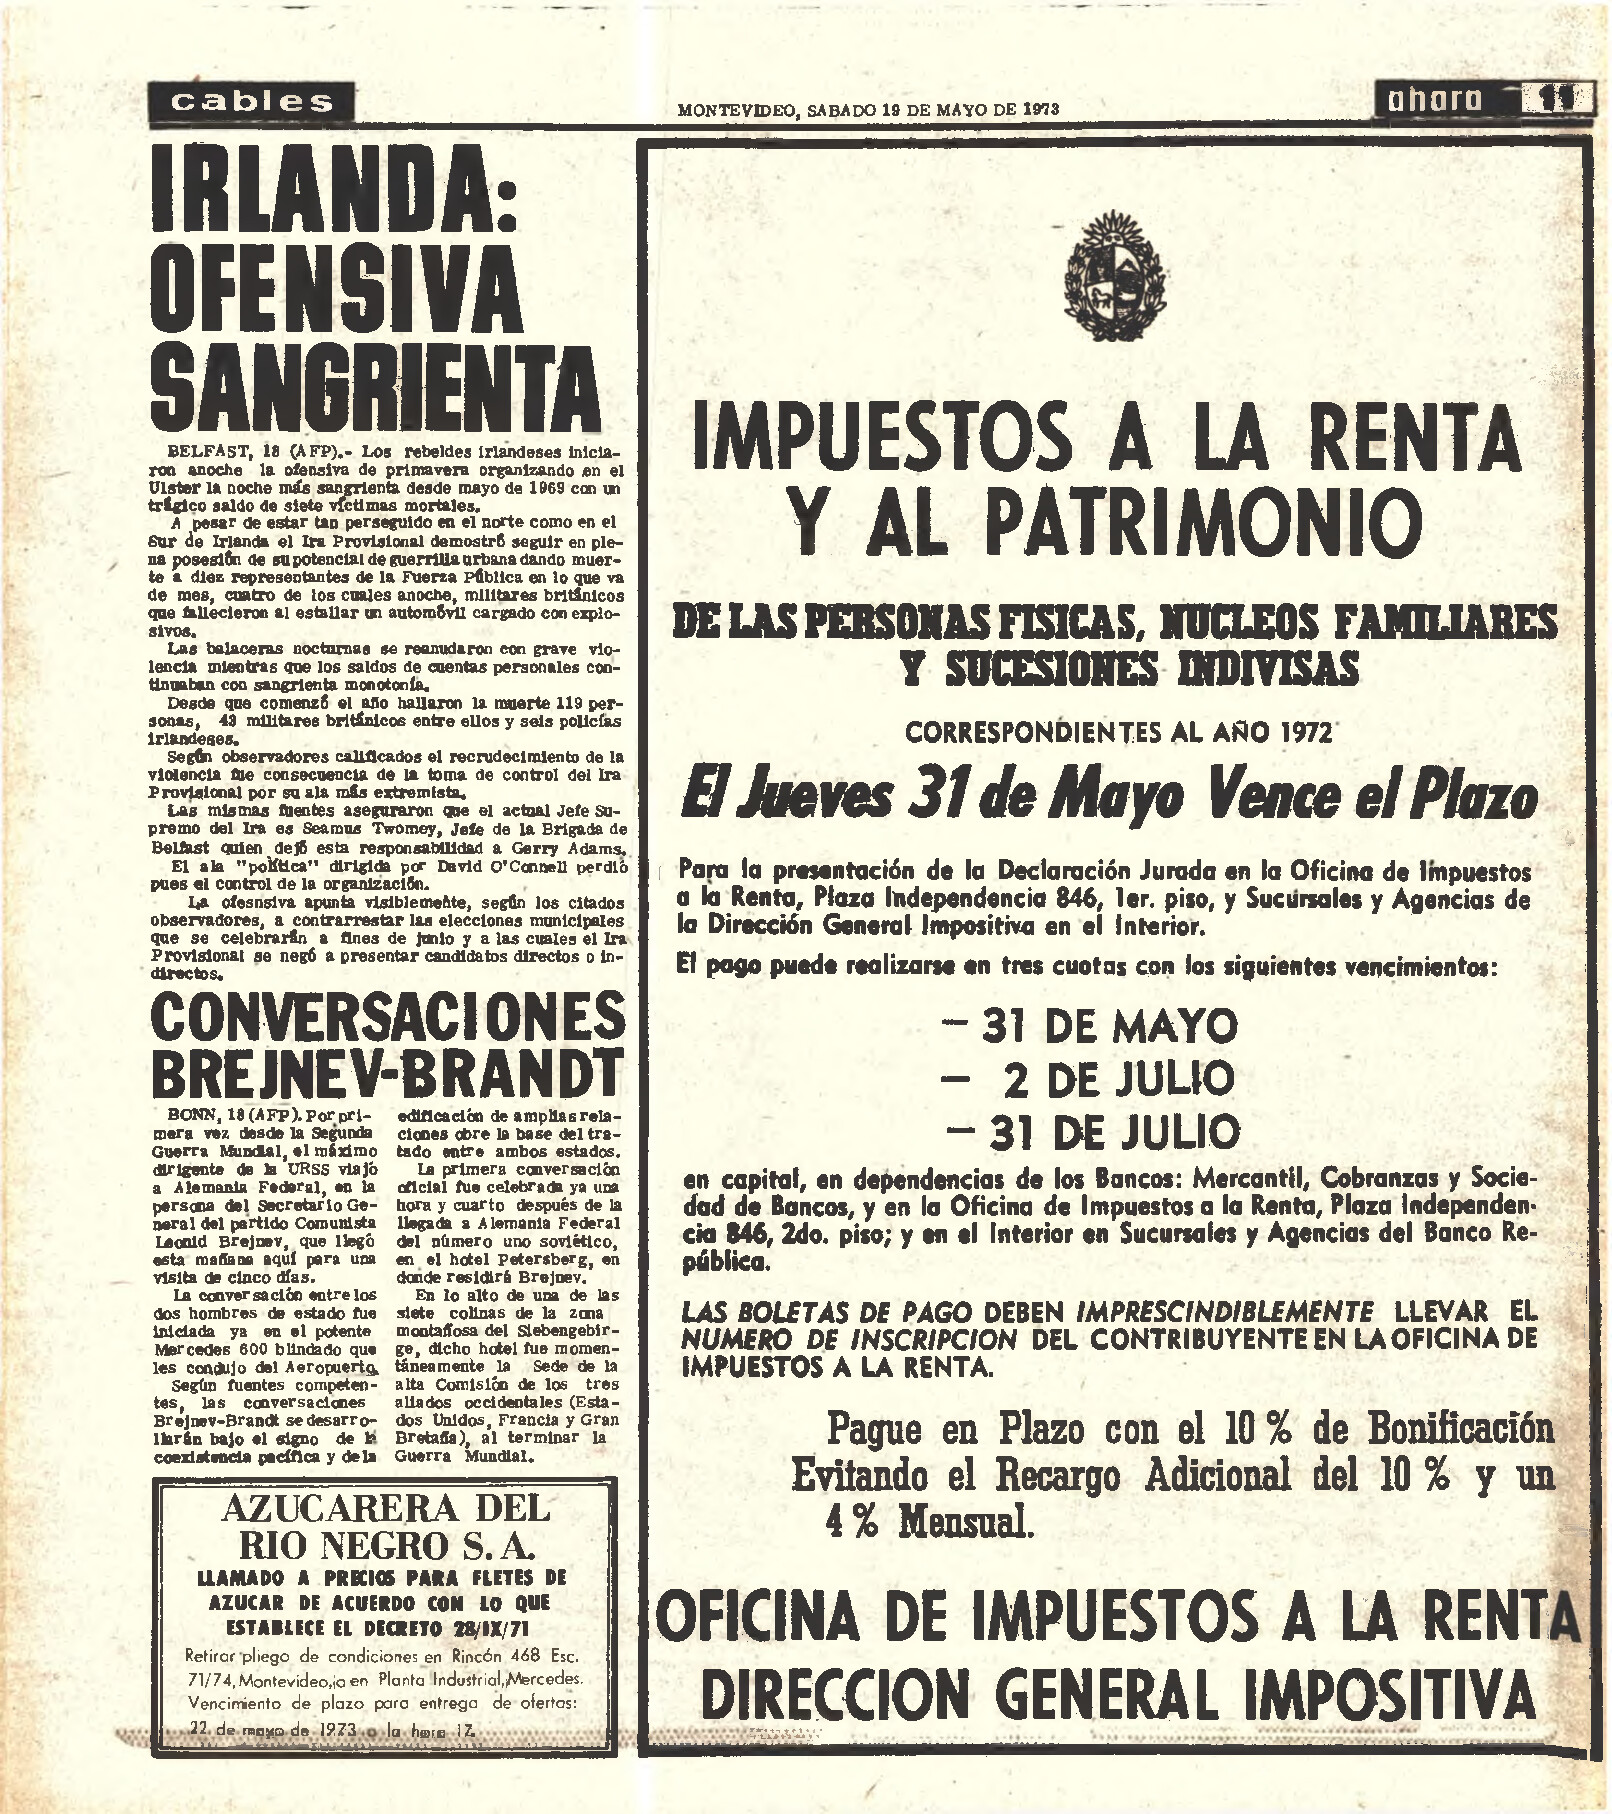 cables
MONTEVIDEO, SABADO 19 DE MAYO DE 1973
ahora 11
IRLANDA:
OFENSIVA
SANGRIENTA
BELFAST, 18 (AFP).- Los rebeldes irlandeses inicia-
ron anoche la ofensiva de primavera organizando en el
Ulster la noche más sangrienta desde mayo de 1969 con un
trágico saldo de siete víctimas mortales.
A pesar de estar tan perseguido en el norte como en el
Sur de Irlanda el Ira Provisional demostró seguir en ple-
na posesión de su potencial de guerrilla urbana dando muer-
te a diez representantes de la Fuerza Pública en lo que va
de mes, cuatro de los cuales anoche, militares británicos
que fallecieron al estallar un automóvil cargado con explo-
sivos.
Las balaceras nocturnas se reanudaron con grave vio-
lencia mientras que los saldos de cuentas personales con-
tinuaban con sangrienta monotonía.
Desde que comenzó el año hallaron la muerte 119 per-
sonas, 43 militares británicos entre ellos y seis policías
irlandeses.
Según observadores calificados el recrudecimiento de la
violencia fue consecuencia de la toma de control del Ira
Provisional por su ala más extremista.
Las mismas fuentes aseguraron que el actual Jefe Su-
premo del Ira es Seamus Twomey, Jefe de la Brigada de
Belfast quien dejó esta responsabilidad a Gerry Adams.
El ala "política" dirigida por David O'Connell perdió
pues el control de la organización.
La ofesnsiva apunta visiblemente, según los citados
observadores, a contrarrestar las elecciones municipales
que se celebrarán a fines de junio y a las cuales el Ira
Provisional se negó a presentar candidatos directos o in-
directos.
CONVERSACIONES
BREJNEV-BRANDT
BONN, 18 (AFP). Por pri-
mera vez desde la Segunda
Guerra Mundial, el máximo
dirigente de la URSS viajó
a Alemania Federal, en la
persona del Secretario Ge-
neral del partido Comunista
Leonid Brejnev, que llegó
esta mañana aquí para una
visita de cinco días.
La conversación entre los
dos hombres de estado fue
iniciada ya en el potente
Mercedes 600 blindado que
les condujo del Aeropuerto.
Según fuentes competen-
tes, las conversaciones
Brejnev-Brandt se desarro-
llarán bajo el signo de la
coexistencia pacífica y de la
edificación de amplias rela-
ciones obre la base del tra-
tado entre ambos estados.
La primera conversación
oficial fue celebrada ya una
hora y cuarto después de la
llegada a Alemania Federal
del número uno soviético,
en el hotel Petersberg, en
donde residirá Brejnev.
En lo alto de una de las
siete colinas de la zona
montañosa del Siebengebir-
ge, dicho hotel fue momen-
táneamente la Sede de la
alta Comisión de los tres
aliados occidentales (Esta-
dos Unidos, Francia y Gran
Bretaña), al terminar la
Guerra Mundial.
AZUCARERA DEL
RIO NEGRO S.A.
LLAMADO A PRECIOS PARA FLETES DE
AZUCAR DE ACUERDO CON LO QUE
ESTABLECE EL DECRETO 28/IX/71
Retirar pliego de condiciones en Rincón 468 Esc.
71/74, Montevideo, o en Planta Industrial, Mercedes.
Vencimiento de plazo para entrega de ofertas:
22 de mayo de 1973 a la hora 17.
IMPUESTOS A LA RENTA
Y AL PATRIMONIO
DE LAS PERSONAS FISICAS, NUCLEOS FAMILIARES
Y SUCESIONES INDIVISAS
CORRESPONDIENTES AL AÑO 1972
El Jueves 31 de Mayo Vence el Plazo
Para la presentación de la Declaración Jurada en la Oficina de Impuestos
a la Renta, Plaza Independencia 846, 1er. piso, y Sucursales y Agencias de
la Dirección General Impositiva en el Interior.
El pago puede realizarse en tres cuotas con los siguientes vencimientos:
– 31 DE MAYO
– 2 DE JULIO
– 31 DE JULIO
en capital, en dependencias de los Bancos: Mercantil, Cobranzas y Socie-
dad de Bancos, y en la Oficina de Impuestos a la Renta, Plaza Independen-
cia 846, 2do. piso; y en el Interior en Sucursales y Agencias del Banco Re-
pública.
LAS BOLETAS DE PAGO DEBEN IMPRESCINDIBLEMENTE LLEVAR EL
NUMERO DE INSCRIPCION DEL CONTRIBUYENTE EN LA OFICINA DE
IMPUESTOS A LA RENTA.
Pague en Plazo con el 10 % de Bonificación
Evitando el Recargo Adicional del 10 % y un
4 % Mensual.
OFICINA DE IMPUESTOS A LA RENTA
DIRECCION GENERAL IMPOSITIVA